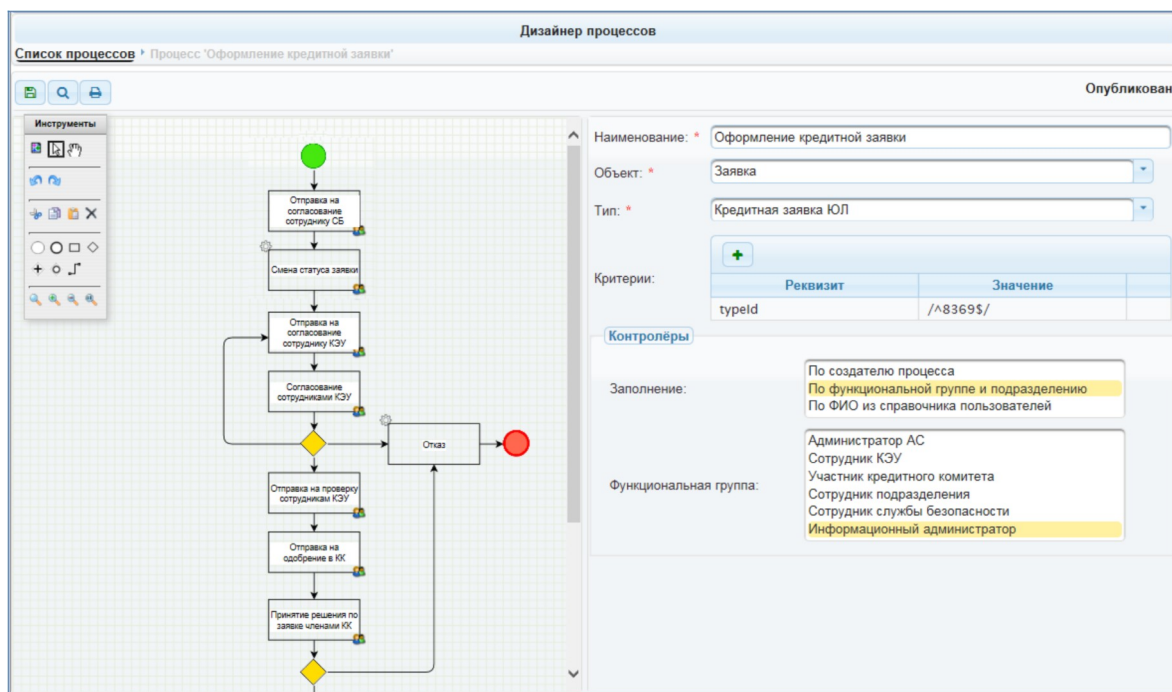 Дизайнер процессов
Список процессов Процесс 'Оформление кредитной заявки'
Опубликован
Инструменты
Отправка на
согласование
сотруднику СБ
Смена статуса заявки
Отправка на
согласование
сотруднику КЭУ
Согласование
сотрудниками КЭУ
Отказ
Отправка на проверку
сотрудникам КЭУ
Отправка на
одобрение в КК
Принятие решения по
заявке членами КК
Наименование: * Оформление кредитной заявки
Объект: * Заявка
Тип: * Кредитная заявка ЮЛ
Критерии:
Реквизит Значение
typeId /^8369$/
Контролёры
Заполнение:
По создателю процесса
По функциональной группе и подразделению
По ФИО из справочника пользователей
Функциональная группа:
Администратор АС
Сотрудник КЭУ
Участник кредитного комитета
Сотрудник подразделения
Сотрудник службы безопасности
Информационный администратор